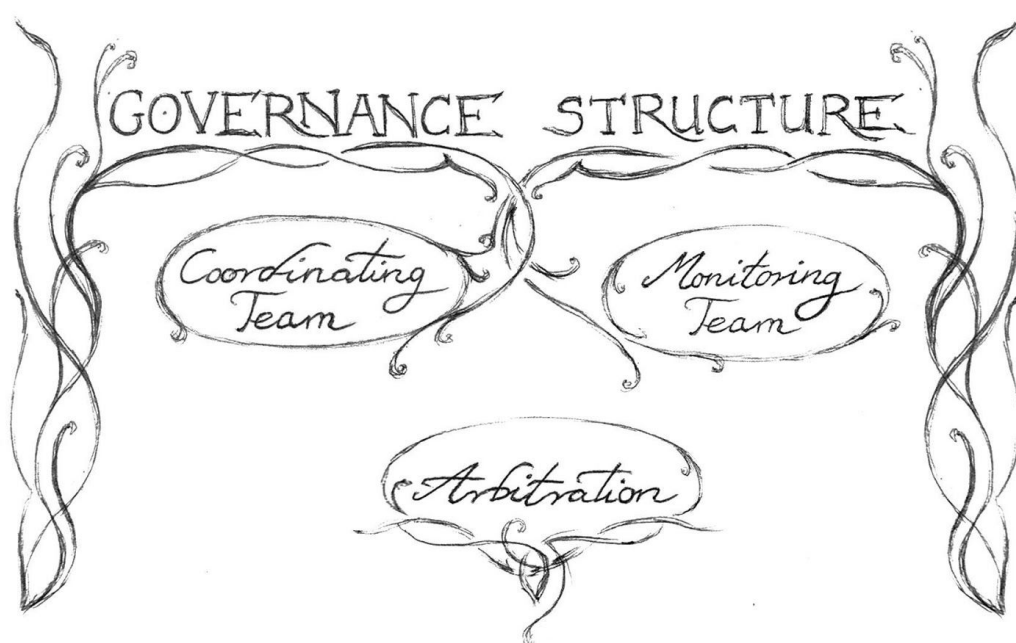 GOVERNANCE STRUCTURE
Coordinating
Team
Monitoring
Team
Arbitration